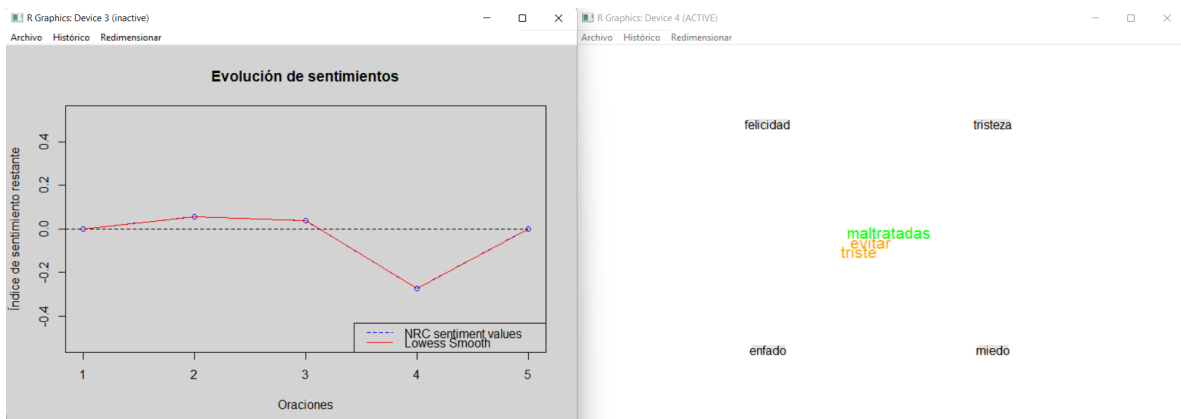 R Graphics: Device 3 (inactive)
Archivo Histórico Redimensionar
Evolución de sentimientos
Índice de sentimiento restante
0.4
0.2
0.0
-0.2
-0.4
NRC sentiment values
Lowess Smooth
1 2 3 4 5
Oraciones
R Graphics: Device 4 (ACTIVE)
Archivo Histórico Redimensionar
felicidad tristeza
maltratadas
evitar
triste
enfado miedo